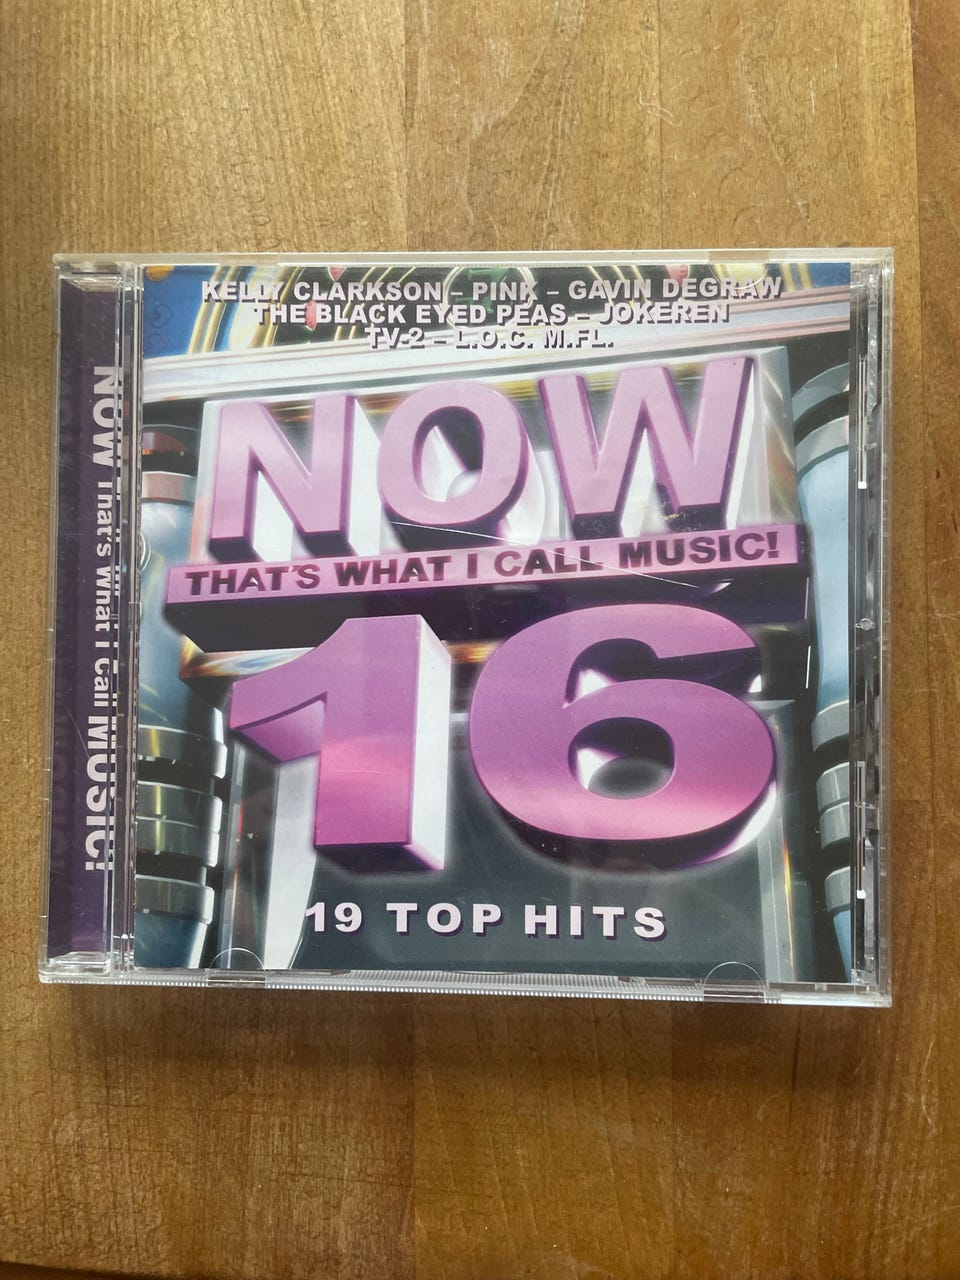 KELLY CLARKSON – PINK – GAVIN DEGRAW
THE BLACK EYED PEAS – JOKEREN
TV-2 – L.O.C. M.FL.
NOW
THAT'S WHAT I CALL MUSIC!
16
19 TOP HITS
NOW That's what i call MUSIC!